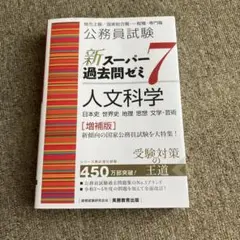 地方上級/国家総合職・一般職・専門職
公務員試験
新スーパー
過去問ゼミ7
人文科学
日本史 世界史 地理 思想 文学・芸術
[増補版]
新傾向の国家公務員試験を大特集!
受験対策
の
王道
450万部突破!
実務教育出版